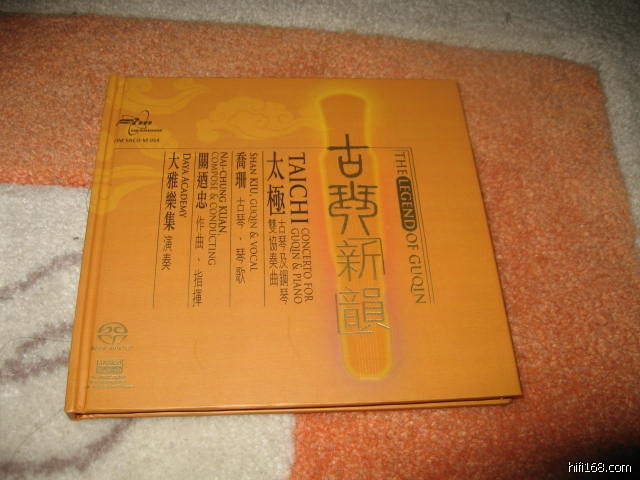 古琴新韻
THE LEGEND OF GUQIN
TAICHI
CONCERTO FOR
GUQIN & PIANO
太極
古琴及鋼琴
雙協奏曲
SHAN XIU GUQIN & VOCAL
喬珊 古琴、琴歌
NAI-CHUNG KUAN
COMPOSE & CONDUCTING
關迺忠 作曲、指揮
DAYA ACADEMY
大雅樂集 演奏
hifi168.com